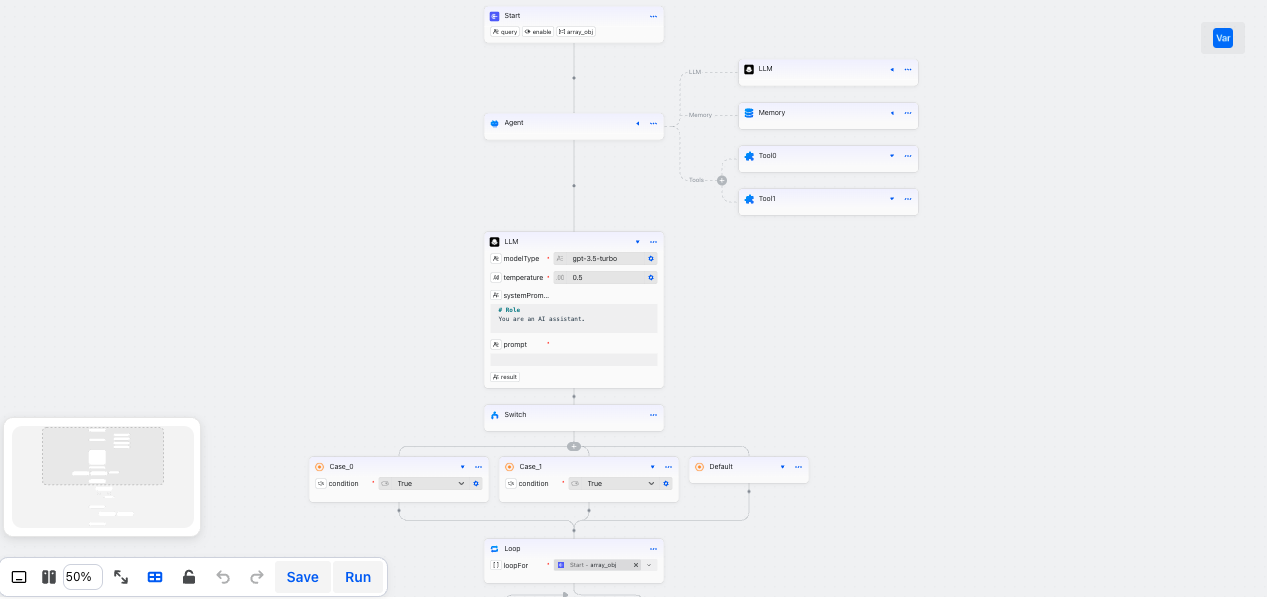 Start
query enable array_obj
Var
LLM
LLM
Memory
Memory
Agent
Tool0
Tools
Tool1
LLM
modelType * gpt-3.5-turbo
temperature * 0.5
systemProm...
# Role
You are an AI assistant.
prompt *
result
Switch
Case_0
condition * True
Case_1
condition * True
Default
Loop
loopFor * Start - array_obj
50%
Save
Run